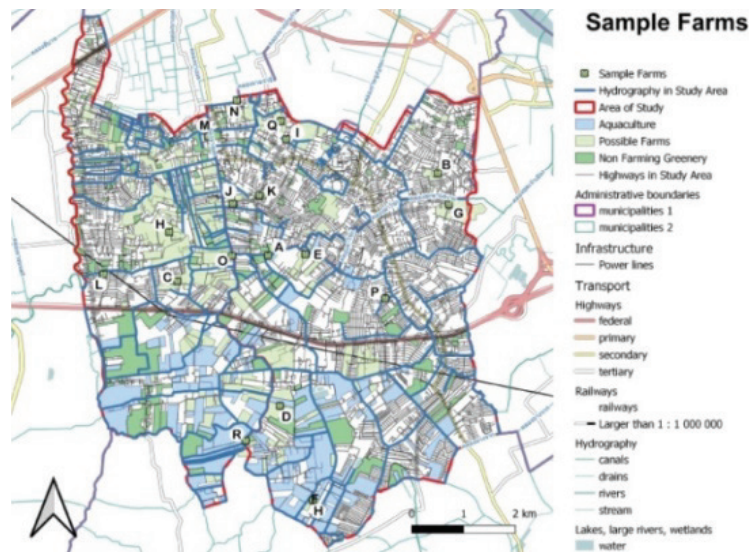 Sample Farms
Sample Farms
Hydrography in Study Area
Area of Study
Aquaculture
Possible Farms
Non Farming Greenery
Highways in Study Area
Administrative boundaries
municipalities 1
municipalities 2
Infrastructure
Power lines
Transport
Highways
federal
primary
secondary
tertiary
Railways
railways
Larger than 1 : 1 000 000
Hydrography
canals
drains
rivers
stream
Lakes, large rivers, wetlands
water
N
M
Q
I
B
J
K
G
H
O
A
E
L
C
P
D
R
F
H
0 1 2 km